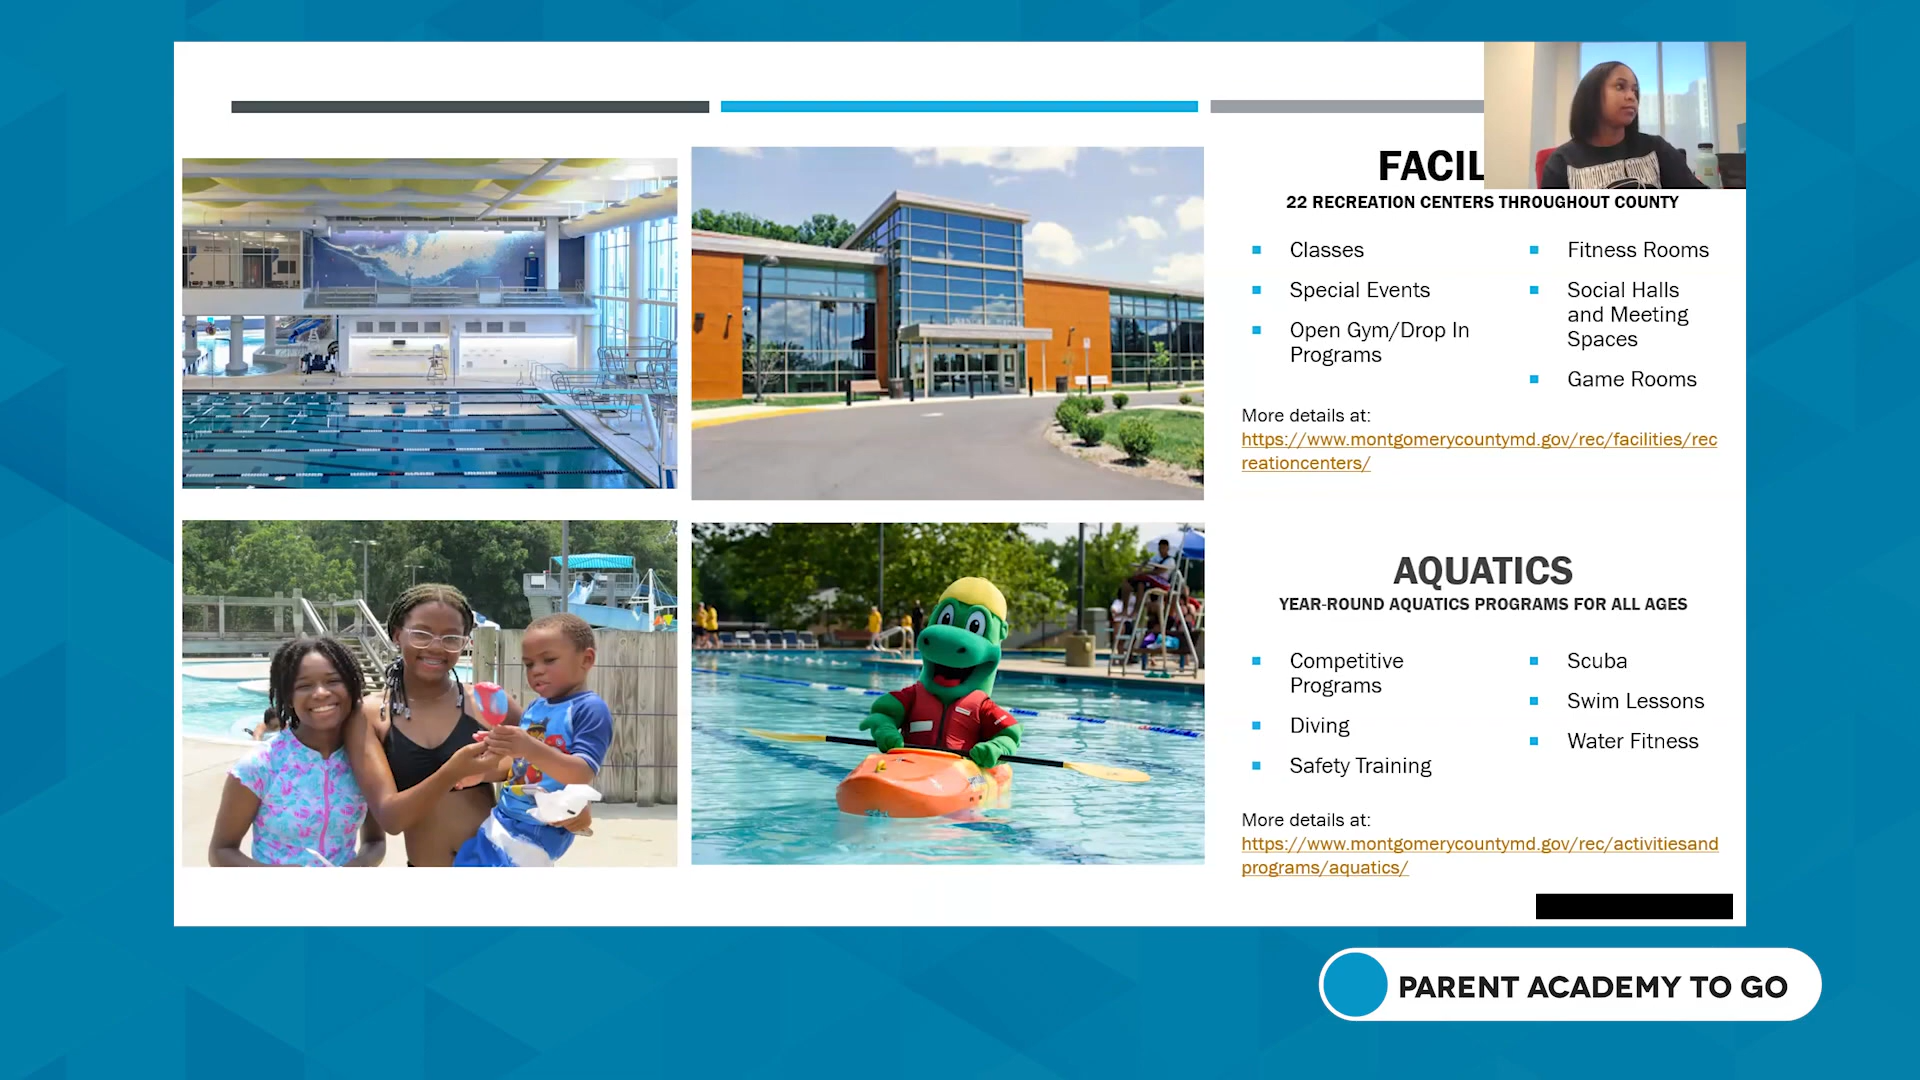 FACIL
22 RECREATION CENTERS THROUGHOUT COUNTY
Classes
Special Events
Open Gym/Drop In
Programs
Fitness Rooms
Social Halls
and Meeting
Spaces
Game Rooms
More details at:
https://www.montgomerycountymd.gov/rec/facilities/rec
reationcenters/
AQUATICS
YEAR-ROUND AQUATICS PROGRAMS FOR ALL AGES
Competitive
Programs
Diving
Safety Training
Scuba
Swim Lessons
Water Fitness
More details at:
https://www.montgomerycountymd.gov/rec/activitiesand
programs/aquatics/
PARENT ACADEMY TO GO